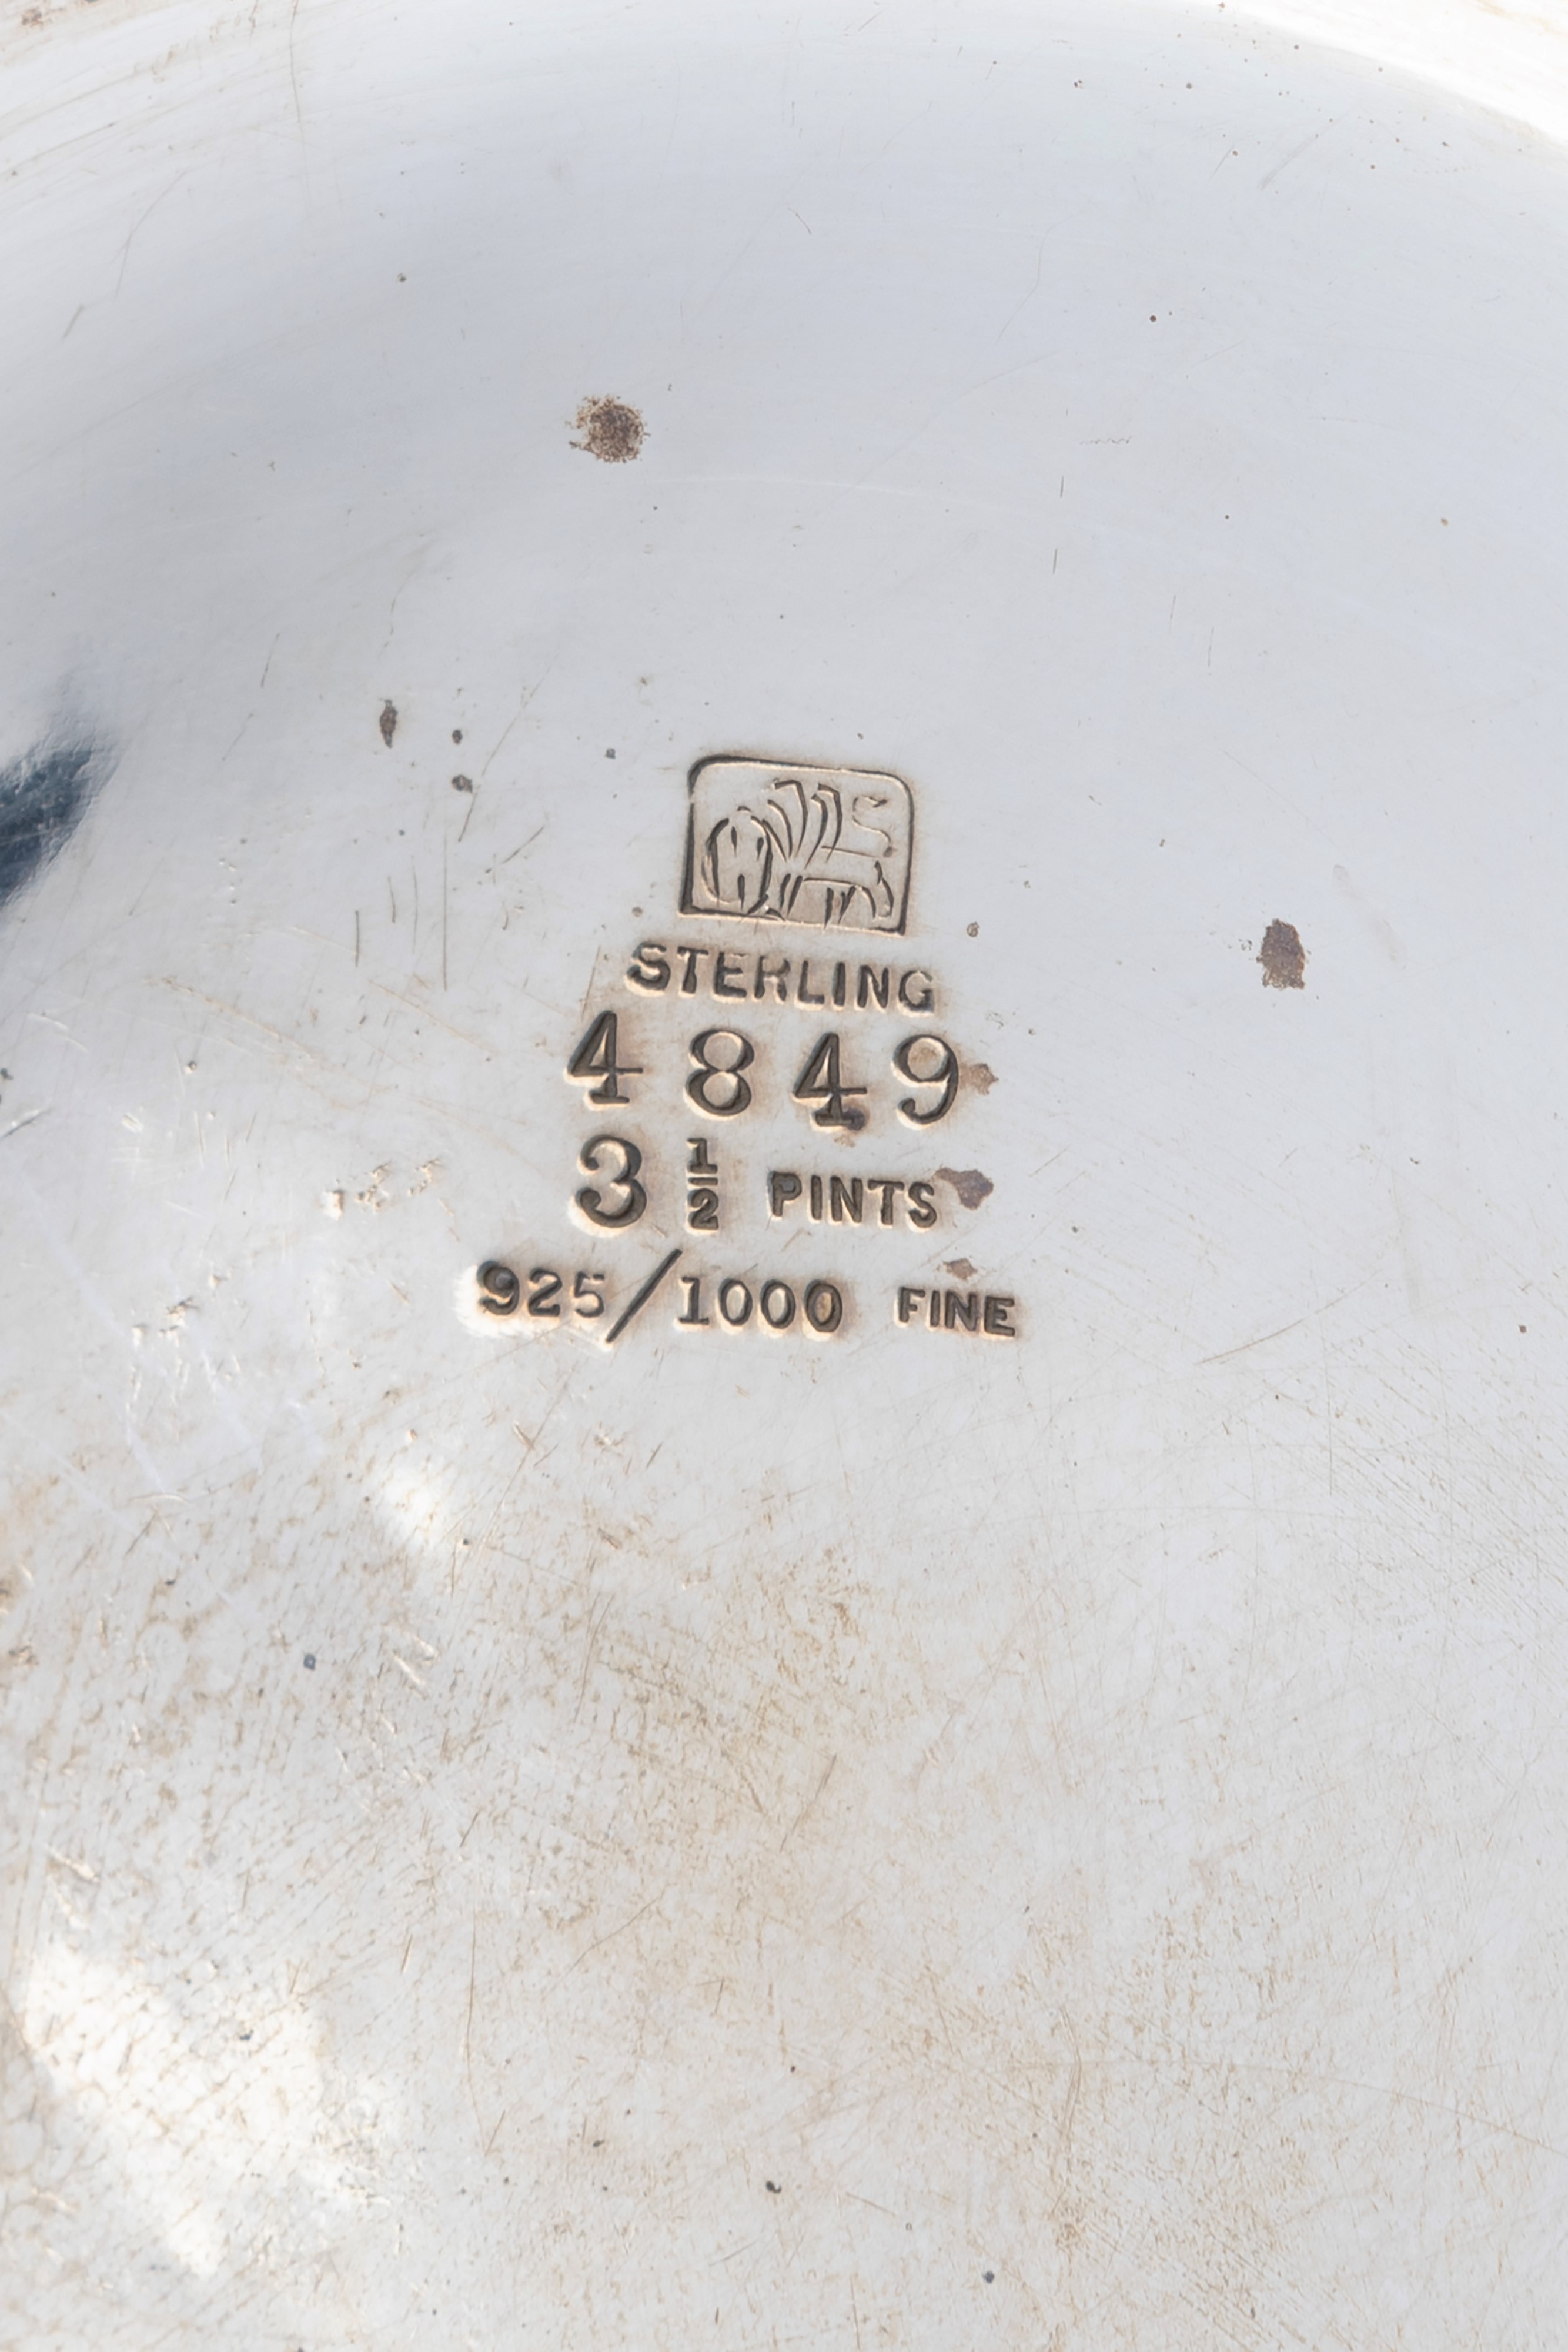 STERLING
4849
3 1/2 PINTS
925/1000 FINE